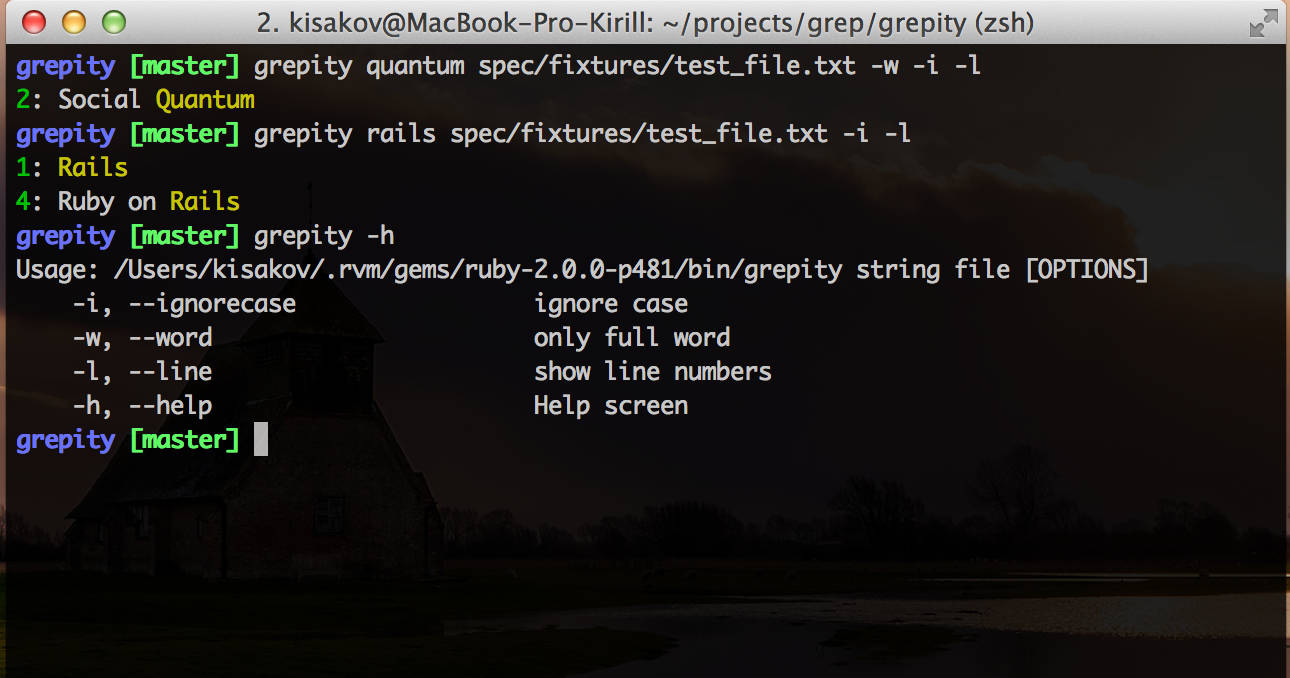 2. kisakov@MacBook-Pro-Kirill: ~/projects/grep/grepity (zsh)
grepity [master] grepity quantum spec/fixtures/test_file.txt -w -i -l
2: Social Quantum
grepity [master] grepity rails spec/fixtures/test_file.txt -i -l
1: Rails
4: Ruby on Rails
grepity [master] grepity -h
Usage: /Users/kisakov/.rvm/gems/ruby-2.0.0-p481/bin/grepity string file [OPTIONS]
    -i, --ignorecase                 ignore case
    -w, --word                       only full word
    -l, --line                       show line numbers
    -h, --help                       Help screen
grepity [master]